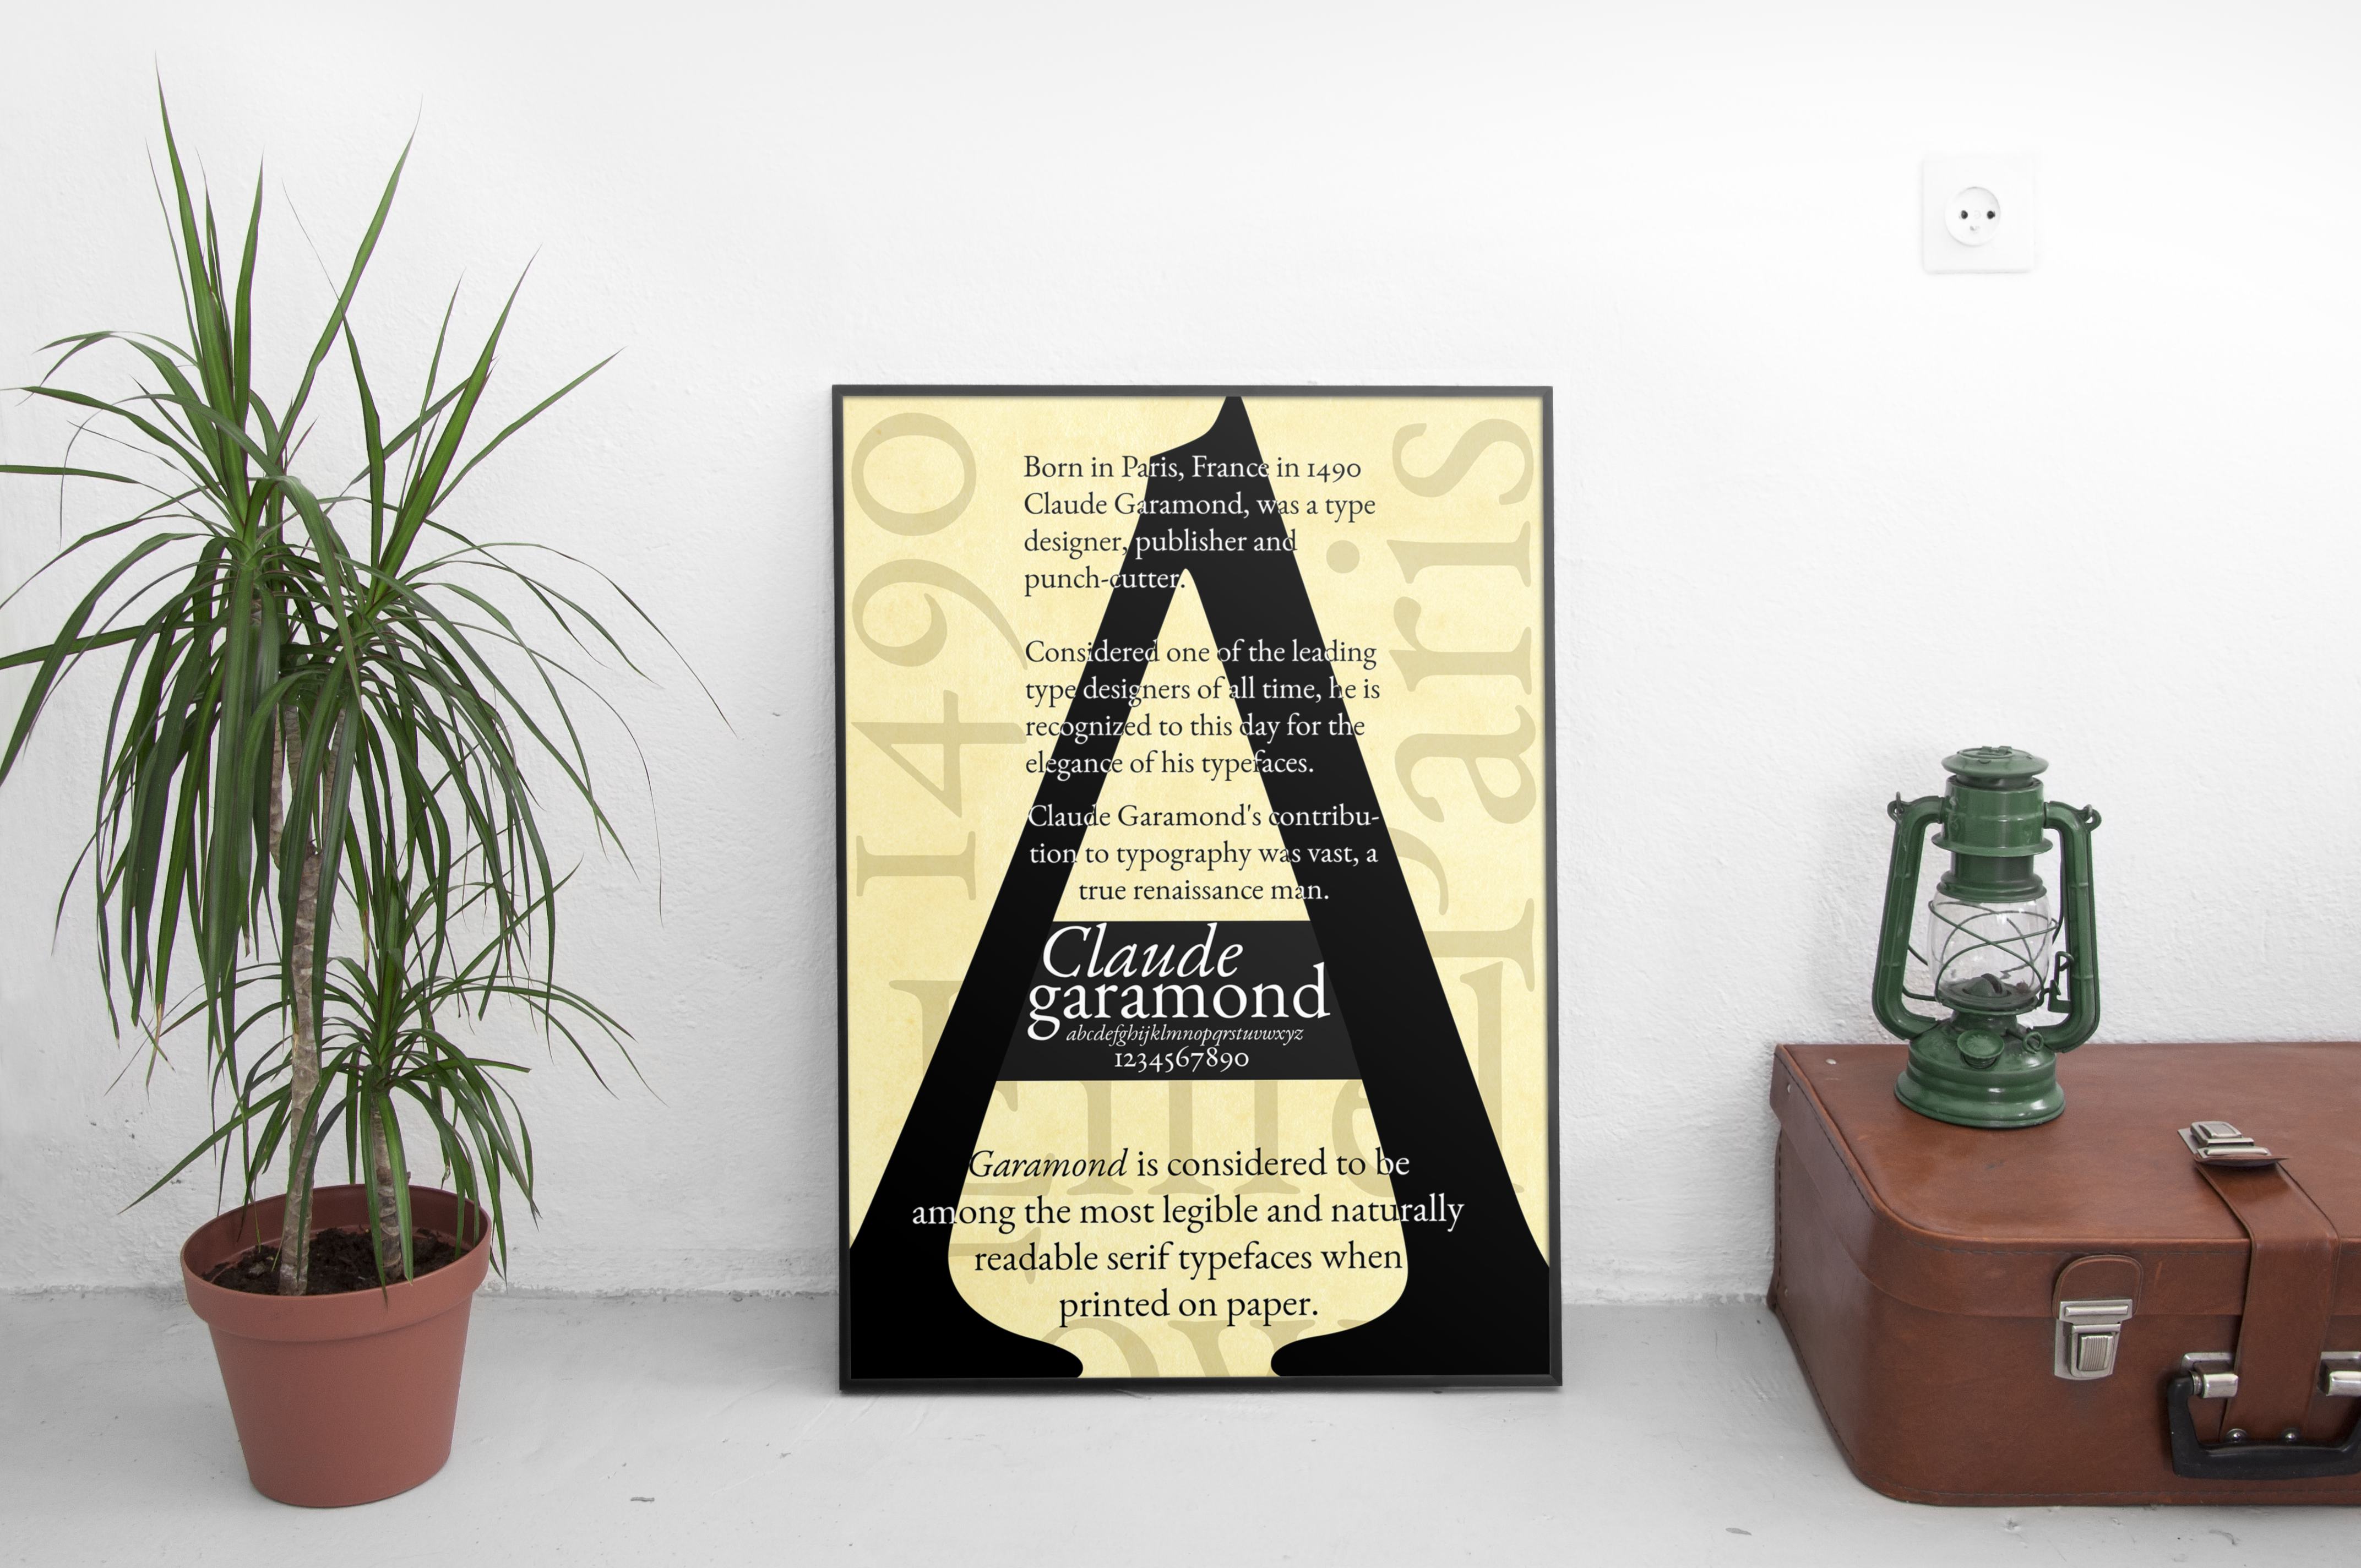 1490
paris
Born in Paris, France in 1490
Claude Garamond, was a type
designer, publisher and
punch-cutter.
Considered one of the leading
type designers of all time, he is
recognized to this day for the
elegance of his typefaces.
Claude Garamond's contribu-
tion to typography was vast, a
true renaissance man.
Claude
garamond
abcdefghijklmnopqrstuvwxyz
1234567890
Garamond is considered to be
among the most legible and naturally
readable serif typefaces when
printed on paper.